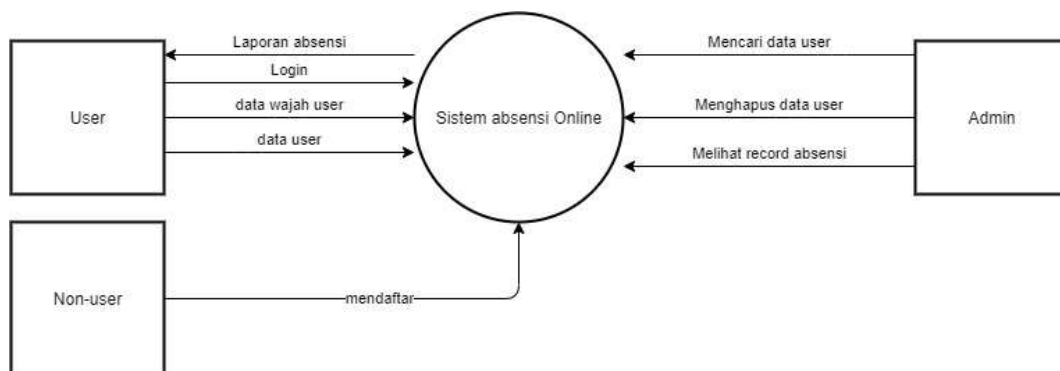 User
Laporan absensi
Login
data wajah user
data user
Sistem absensi Online
Mencari data user
Menghapus data user
Melihat record absensi
Admin
Non-user
mendaftar